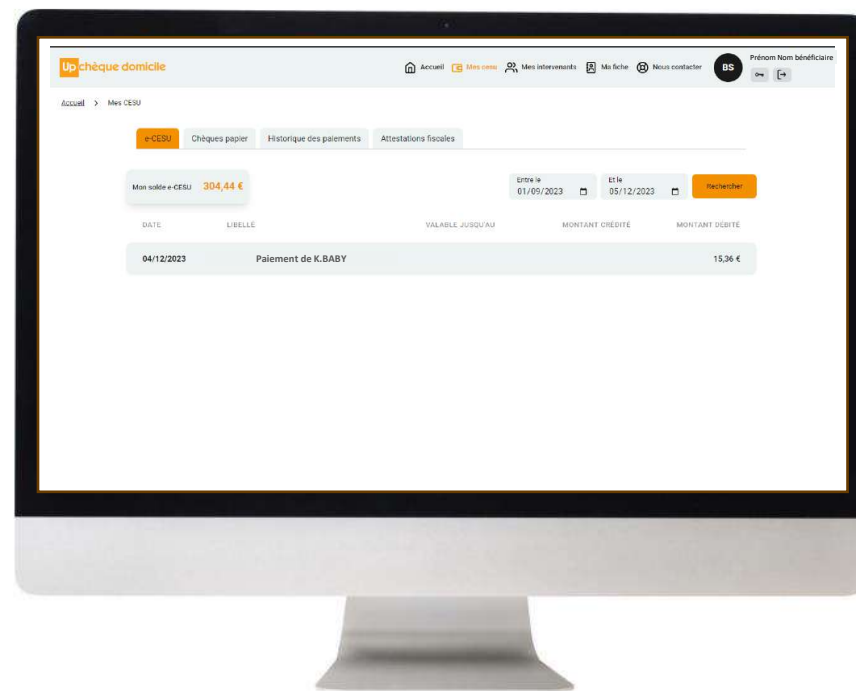 Up chèque domicile
Accueil Mes cesu Mes intervenants Ma fiche Nous contacter BS Prénom Nom bénéficiaire
Accueil > Mes CESU
e-CESU Chèques papier Historique des paiements Attestations fiscales
Mon solde e-CESU 304,44 € Entre le 01/09/2023 Et le 05/12/2023 Rechercher
DATE LIBELLÉ VALABLE JUSQU'AU MONTANT CRÉDITÉ MONTANT DÉBITÉ
04/12/2023 Paiement de K.BABY 15,36 €